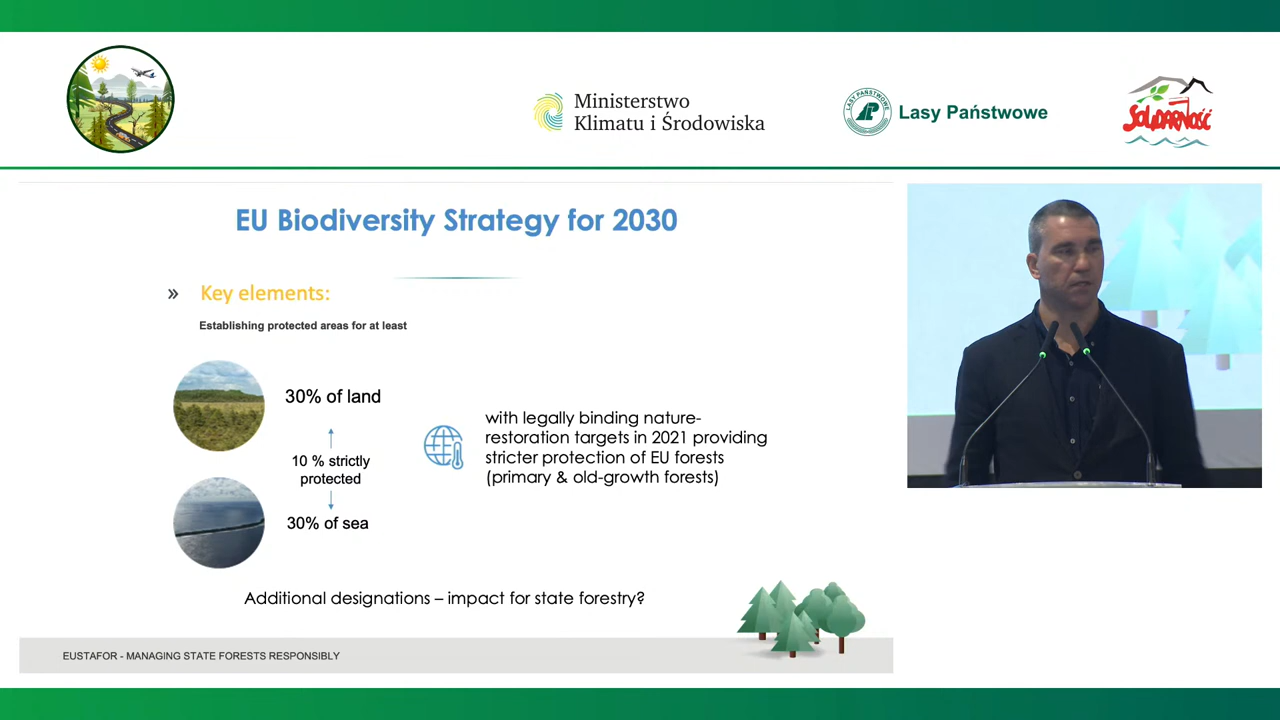 Ministerstwo
Klimatu i Środowiska
LASY PAŃSTWOWE
Lasy Państwowe
SOLIDARNOŚĆ
EU Biodiversity Strategy for 2030
» Key elements:
Establishing protected areas for at least
30% of land
10 % strictly
protected
30% of sea
with legally binding nature-
restoration targets in 2021 providing
stricter protection of EU forests
(primary & old-growth forests)
Additional designations – impact for state forestry?
EUSTAFOR - MANAGING STATE FORESTS RESPONSIBLY